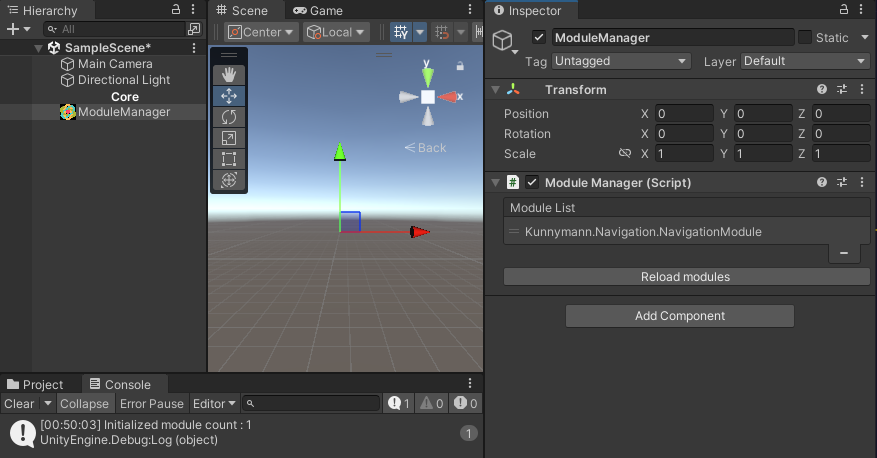 Hierarchy
All
SampleScene*
Main Camera
Directional Light
Core
ModuleManager
Scene
Game
Center
Local
y
x
Back
Inspector
ModuleManager
Static
Tag Untagged Layer Default
Transform
Position X 0 Y 0 Z 0
Rotation X 0 Y 0 Z 0
Scale X 1 Y 1 Z 1
# Module Manager (Script)
Module List
Kunnymann.Navigation.NavigationModule
Reload modules
Add Component
Project
Console
Clear Collapse Error Pause Editor 1 0 0
[00:50:03] Initialized module count : 1
UnityEngine.Debug:Log (object)
1